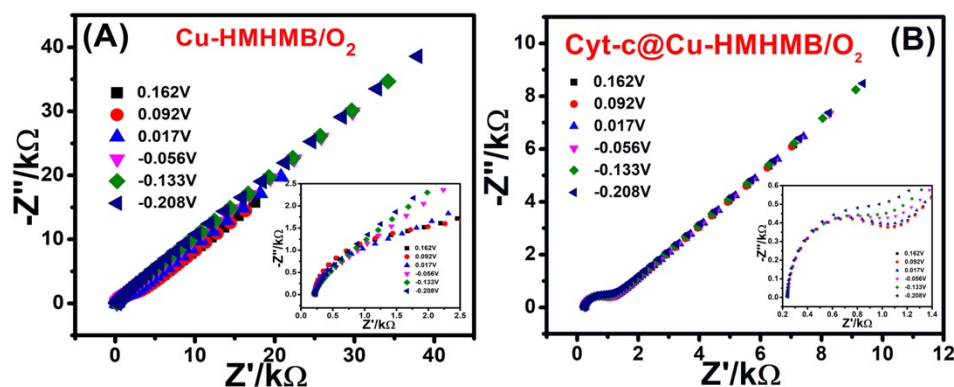 (A)
Cu-HMHMB/O₂
0.162V
0.092V
0.017V
-0.056V
-0.133V
-0.208V
-Z"/kΩ
40
30
20
10
0
0 10 20 30 40
Z'/kΩ
-Z"/kΩ
2.5
2.0
1.5
1.0
0.5
0.0
0.0 0.5 1.0 1.5 2.0 2.5
Z'/kΩ
0.162V
0.092V
0.017V
-0.056V
-0.133V
-0.208V
Cyt-c@Cu-HMHMB/O₂
(B)
0.162V
0.092V
0.017V
-0.056V
-0.133V
-0.208V
-Z"/kΩ
10
8
6
4
2
0
0 2 4 6 8 10 12
Z'/kΩ
-Z"/kΩ
0.6
0.5
0.4
0.3
0.2
0.1
0.0
0.2 0.4 0.6 0.8 1.0 1.2 1.4
Z'/kΩ
0.162V
0.092V
0.017V
-0.056V
-0.133V
-0.208V